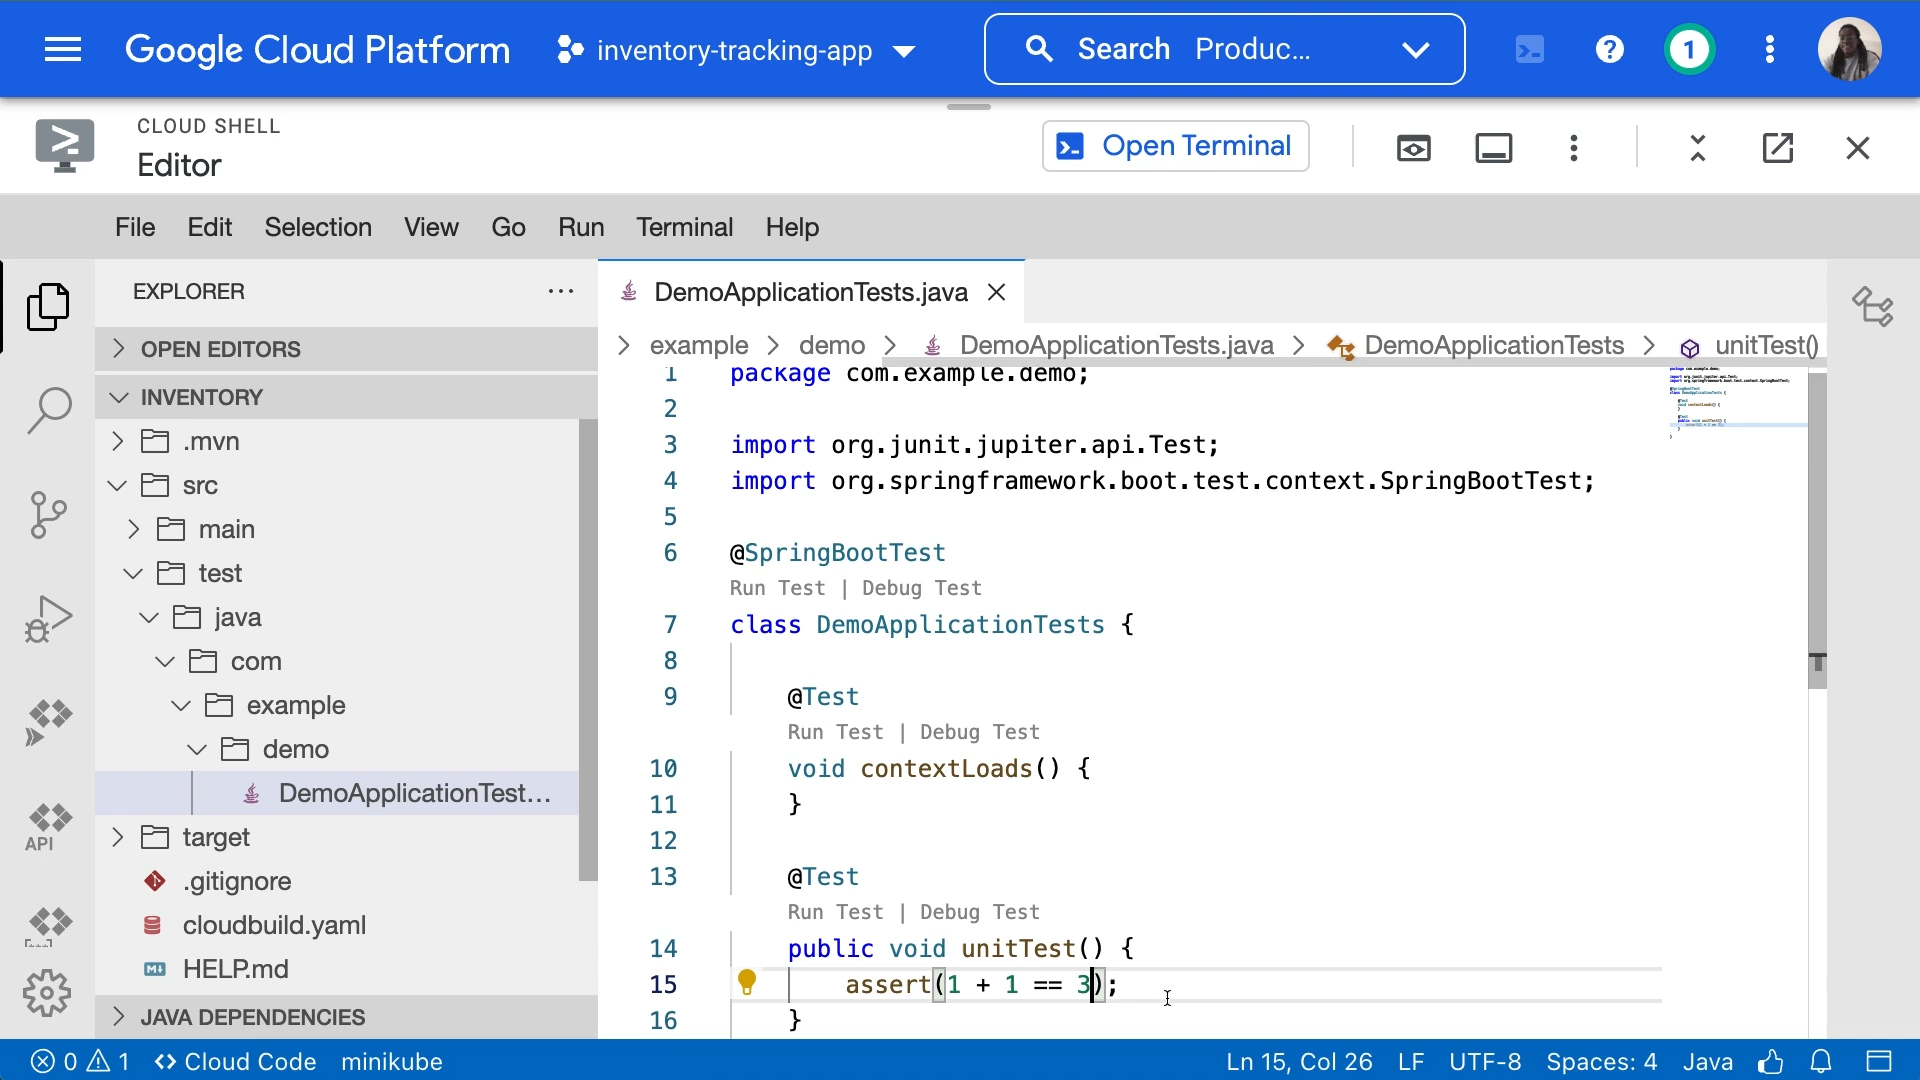 Google Cloud Platform
inventory-tracking-app
Search Produc...
1
CLOUD SHELL
Editor
Open Terminal
File Edit Selection View Go Run Terminal Help
EXPLORER
OPEN EDITORS
INVENTORY
.mvn
src
main
test
java
com
example
demo
DemoApplicationTest...
target
.gitignore
cloudbuild.yaml
HELP.md
JAVA DEPENDENCIES
API
DemoApplicationTests.java
example > demo > DemoApplicationTests.java > DemoApplicationTests > unitTest()
1 package com.example.demo;
2
3 import org.junit.jupiter.api.Test;
4 import org.springframework.boot.test.context.SpringBootTest;
5
6 @SpringBootTest
Run Test | Debug Test
7 class DemoApplicationTests {
8
9 @Test
Run Test | Debug Test
10 void contextLoads() {
11 }
12
13 @Test
Run Test | Debug Test
14 public void unitTest() {
15 assert(1 + 1 == 3);
16 }
0 1 Cloud Code minikube
Ln 15, Col 26 LF UTF-8 Spaces: 4 Java